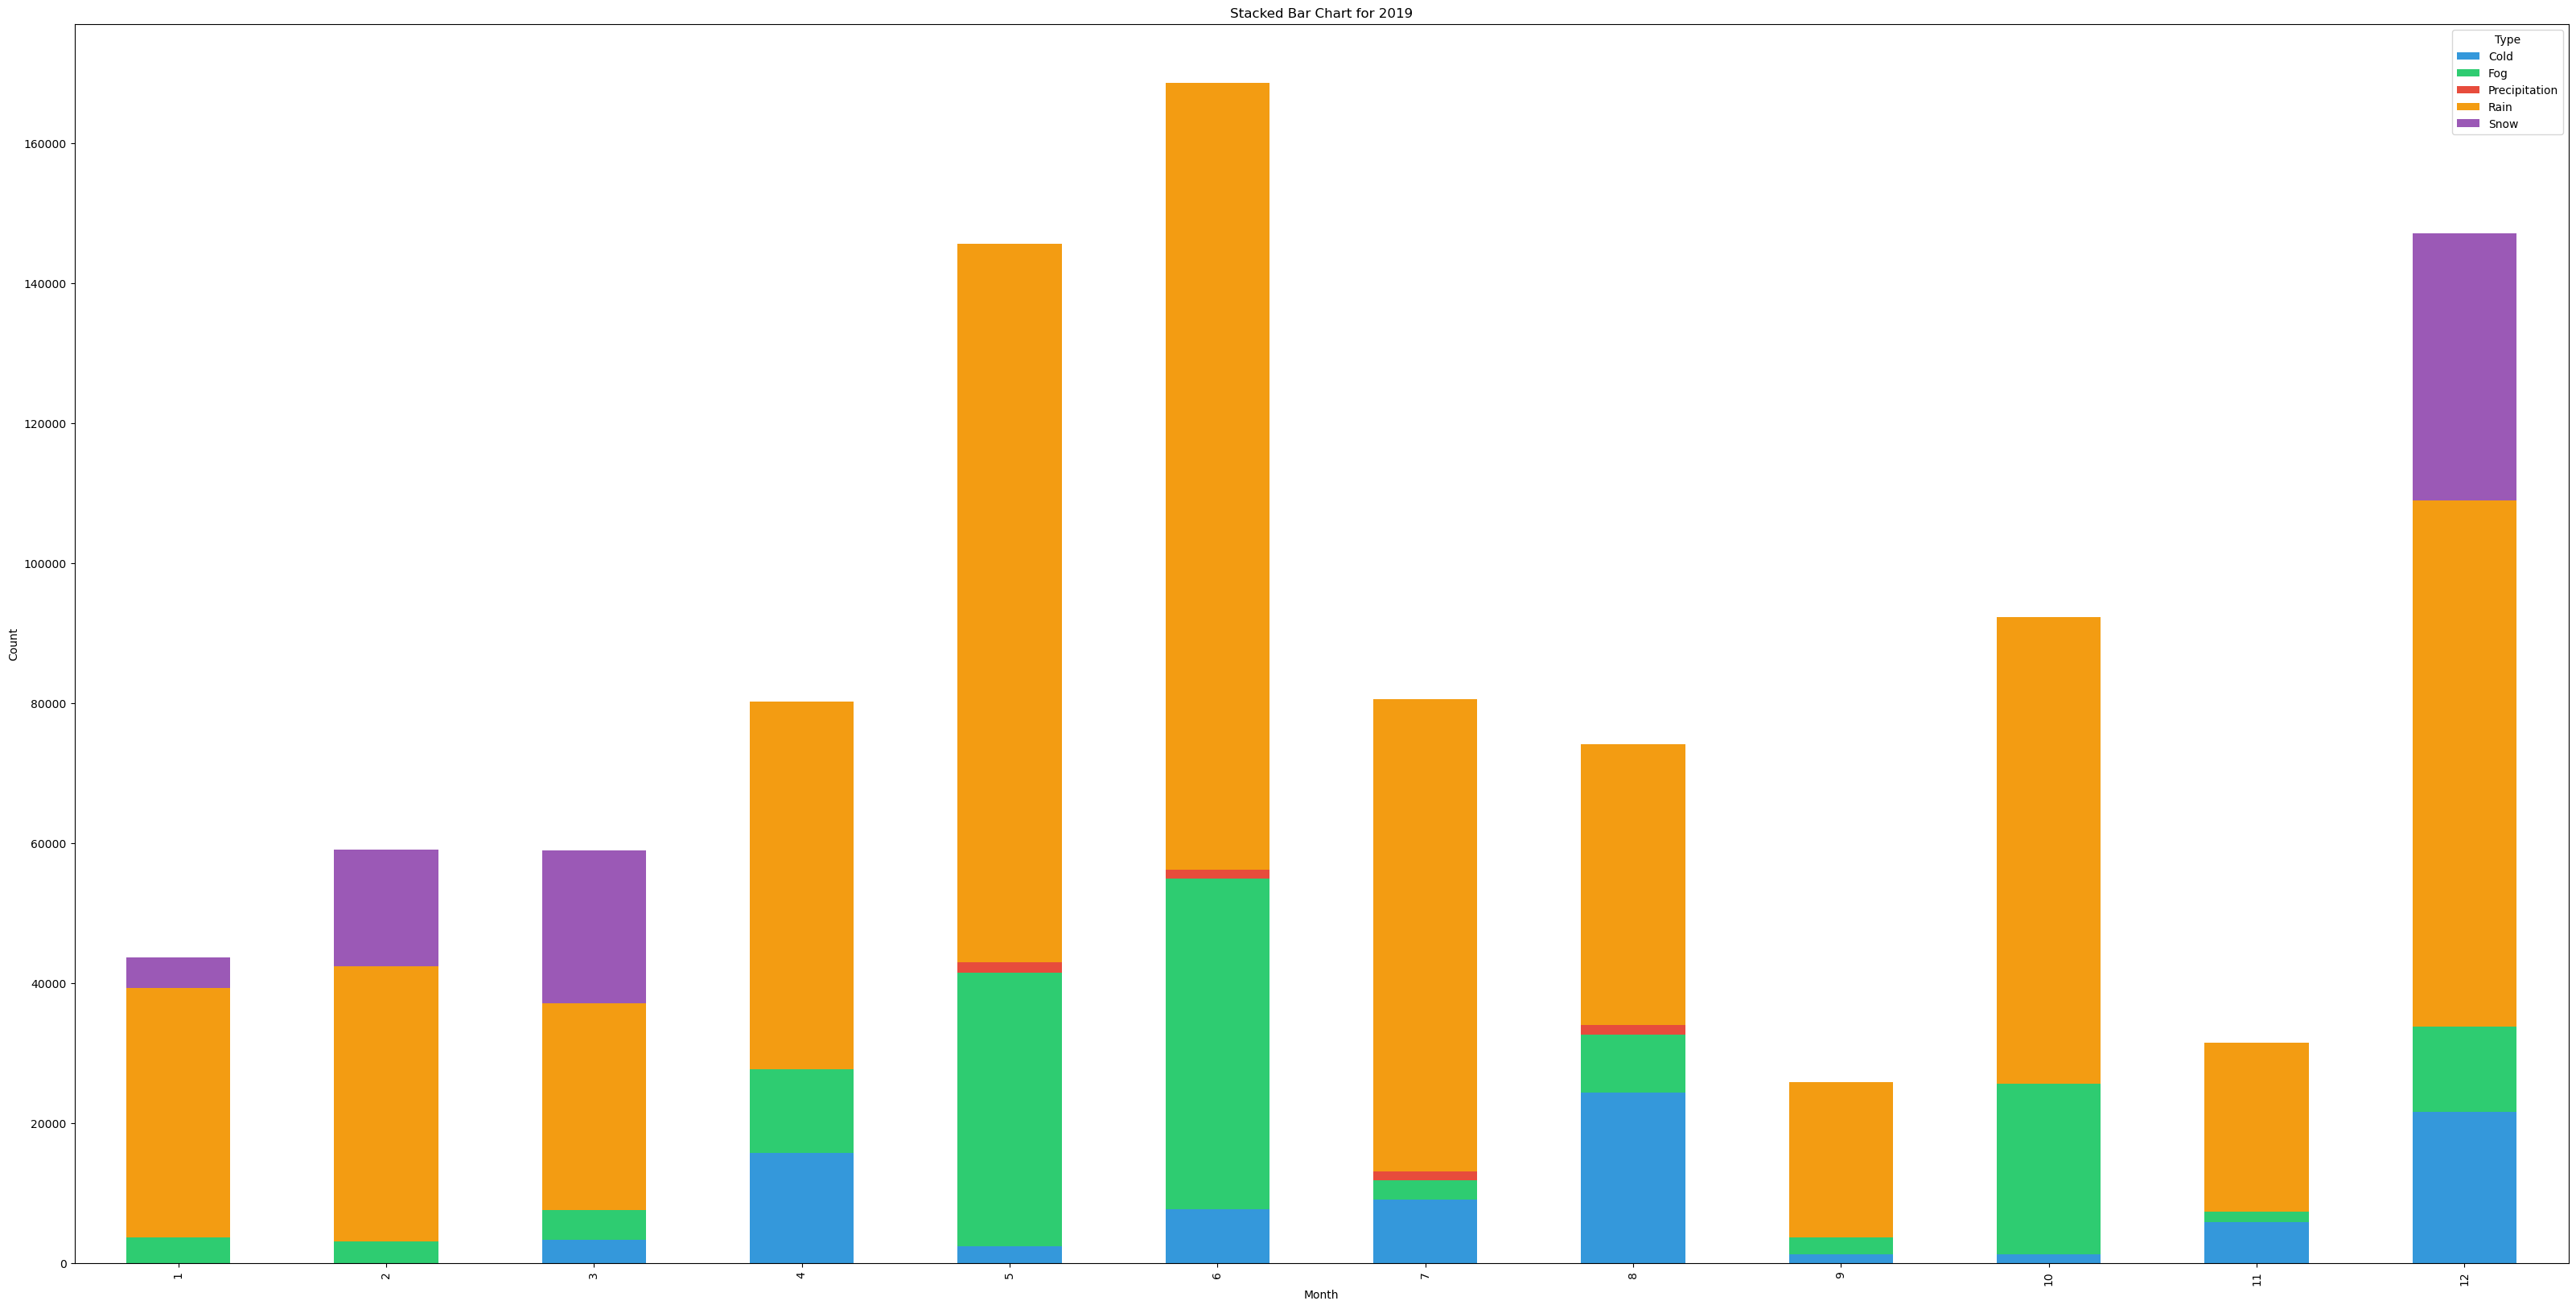 Stacked Bar Chart for 2019
Type
Cold
Fog
Precipitation
Rain
Snow
Count
160000
140000
120000
100000
80000
60000
40000
20000
0
1 2 3 4 5 6 7 8 9 10 11 12
Month